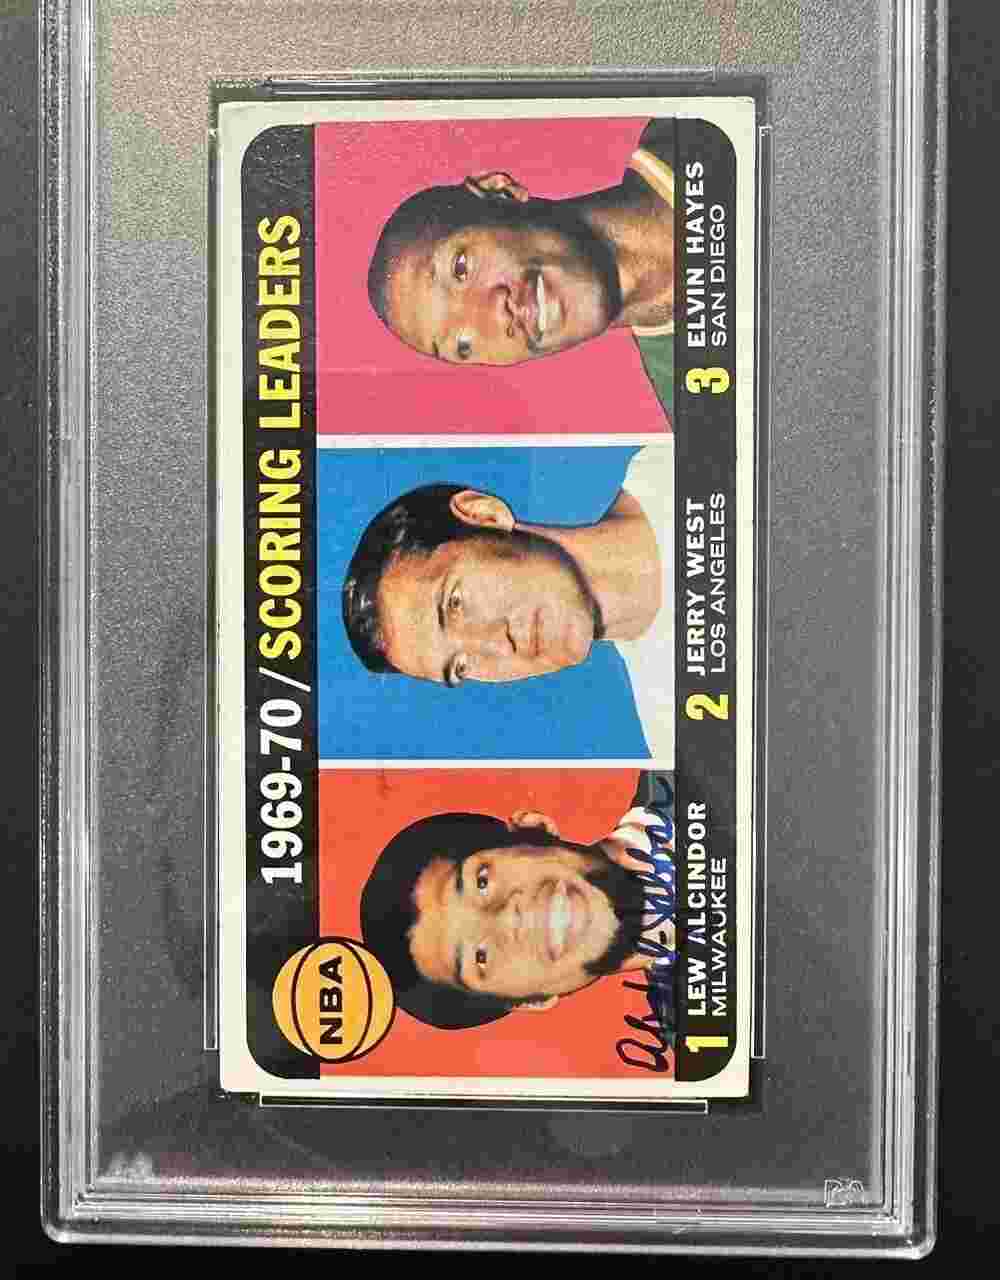 1969-70/SCORING LEADERS
NBA
1 LEW ALCINDOR
MILWAUKEE
2 JERRY WEST
LOS ANGELES
3 ELVIN HAYES
SAN DIEGO